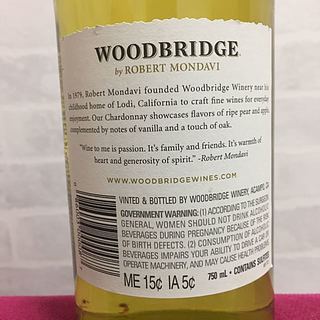 WOODBRIDGE
by ROBERT MONDAVI
In 1979, Robert Mondavi founded Woodbridge Winery near his
childhood home of Lodi, California to craft fine wines for everyday
enjoyment. Our Chardonnay showcases flavors of ripe pear and apple,
complemented by notes of vanilla and a touch of oak.
"Wine to me is passion. It's family and friends. It's warmth of
heart and generosity of spirit." -Robert Mondavi
WWW.WOODBRIDGEWINES.COM
VINTED & BOTTLED BY WOODBRIDGE WINERY, ACAMPO, CA
GOVERNMENT WARNING: (1) ACCORDING TO THE SURGEON
GENERAL, WOMEN SHOULD NOT DRINK ALCOHOLIC
BEVERAGES DURING PREGNANCY BECAUSE OF THE RISK
OF BIRTH DEFECTS. (2) CONSUMPTION OF ALCOHOLIC
BEVERAGES IMPAIRS YOUR ABILITY TO DRIVE A CAR OR
OPERATE MACHINERY, AND MAY CAUSE HEALTH PROBLEMS.
ME 15¢ IA 5¢ 750 mL • CONTAINS SULFITES